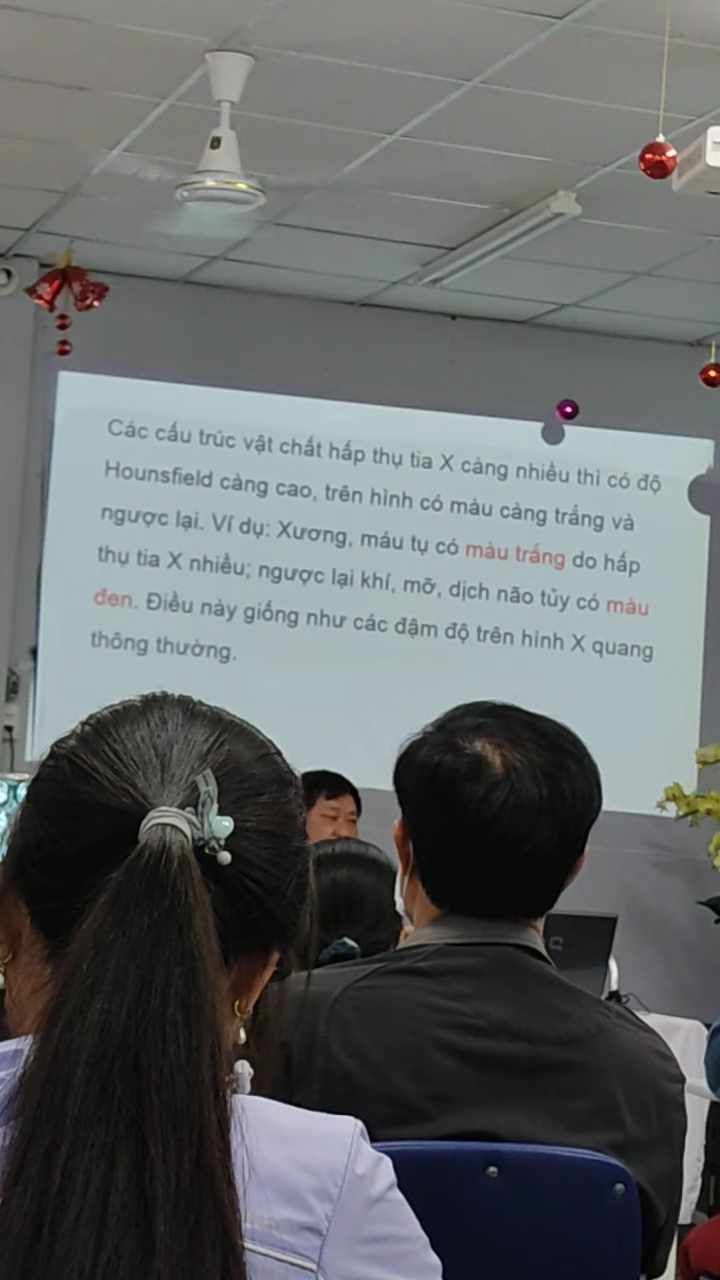 Các cấu trúc vật chất hấp thụ tia X càng nhiều thì có độ
Hounsfield càng cao, trên hình có màu càng trắng và
ngược lại. Ví dụ: Xương, máu tụ có màu trắng do hấp
thụ tia X nhiều; ngược lại khí, mỡ, dịch não tủy có màu
đen. Điều này giống như các đậm độ trên hình X quang
thông thường.